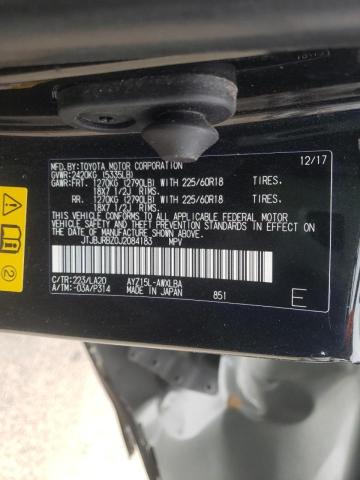 MFD.BY:TOYOTA MOTOR CORPORATION 12/17
GVWR:2420KG (5335LB)
GAWR:FRT. 1270KG (2790LB) WITH 225/60R18 TIRES.
18X7 1/2J RIMS.
RR. 1270KG (2790LB) WITH 225/60R18 TIRES.
18X7 1/2J RIMS.
THIS VEHICLE CONFORMS TO ALL APPLICABLE FEDERAL MOTOR
VEHICLE SAFETY AND BUMPER STANDARDS IN EFFECT ON
THE DATE OF MANUFACTURE SHOWN ABOVE.
JTJBJRBZ0J2084183 MPV
C/TR:223/LA20 AYZ15L-AWXLBA
A/TM:-03A/P314 MADE IN JAPAN 851 E
2